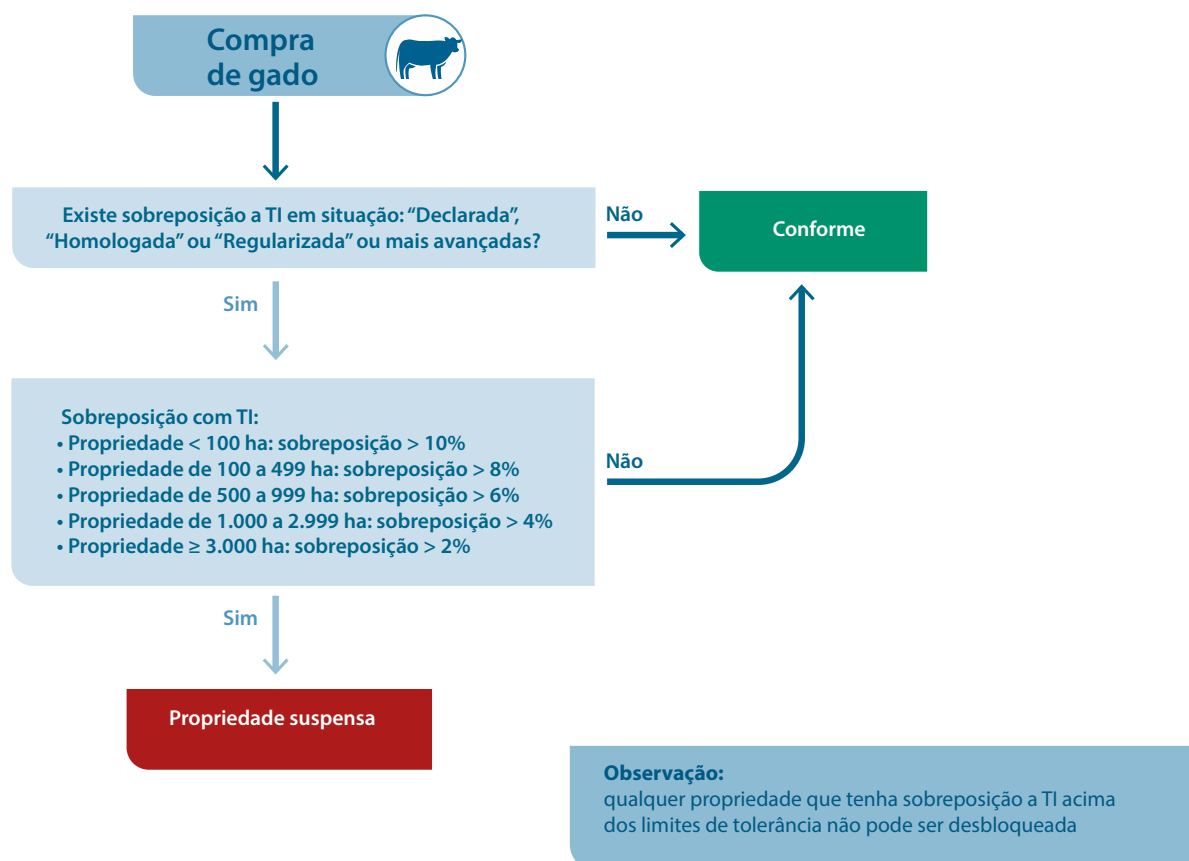 Compra
de gado
Existe sobreposição a TI em situação: “Declarada”,
“Homologada” ou “Regularizada” ou mais avançadas?
Não
Conforme
Sim
Sobreposição com TI:
• Propriedade < 100 ha: sobreposição > 10%
• Propriedade de 100 a 499 ha: sobreposição > 8%
• Propriedade de 500 a 999 ha: sobreposição > 6%
• Propriedade de 1.000 a 2.999 ha: sobreposição > 4%
• Propriedade ≥ 3.000 ha: sobreposição > 2%
Não
Sim
Propriedade suspensa
Observação:
qualquer propriedade que tenha sobreposição a TI acima
dos limites de tolerância não pode ser desbloqueada